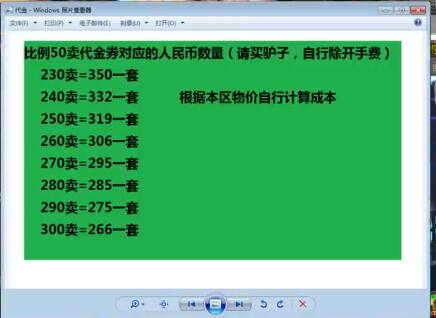 代金 - Windows 照片查看器
文件(F) 打印(P) 电子邮件(E) 刻录(U) 打开(O)
比例50卖代金券对应的人民币数量（请买驴子，自行除开手费）
230卖=350一套
240卖=332一套 根据本区物价自行计算成本
250卖=319一套
260卖=306一套
270卖=295一套
280卖=285一套
290卖=275一套
300卖=266一套